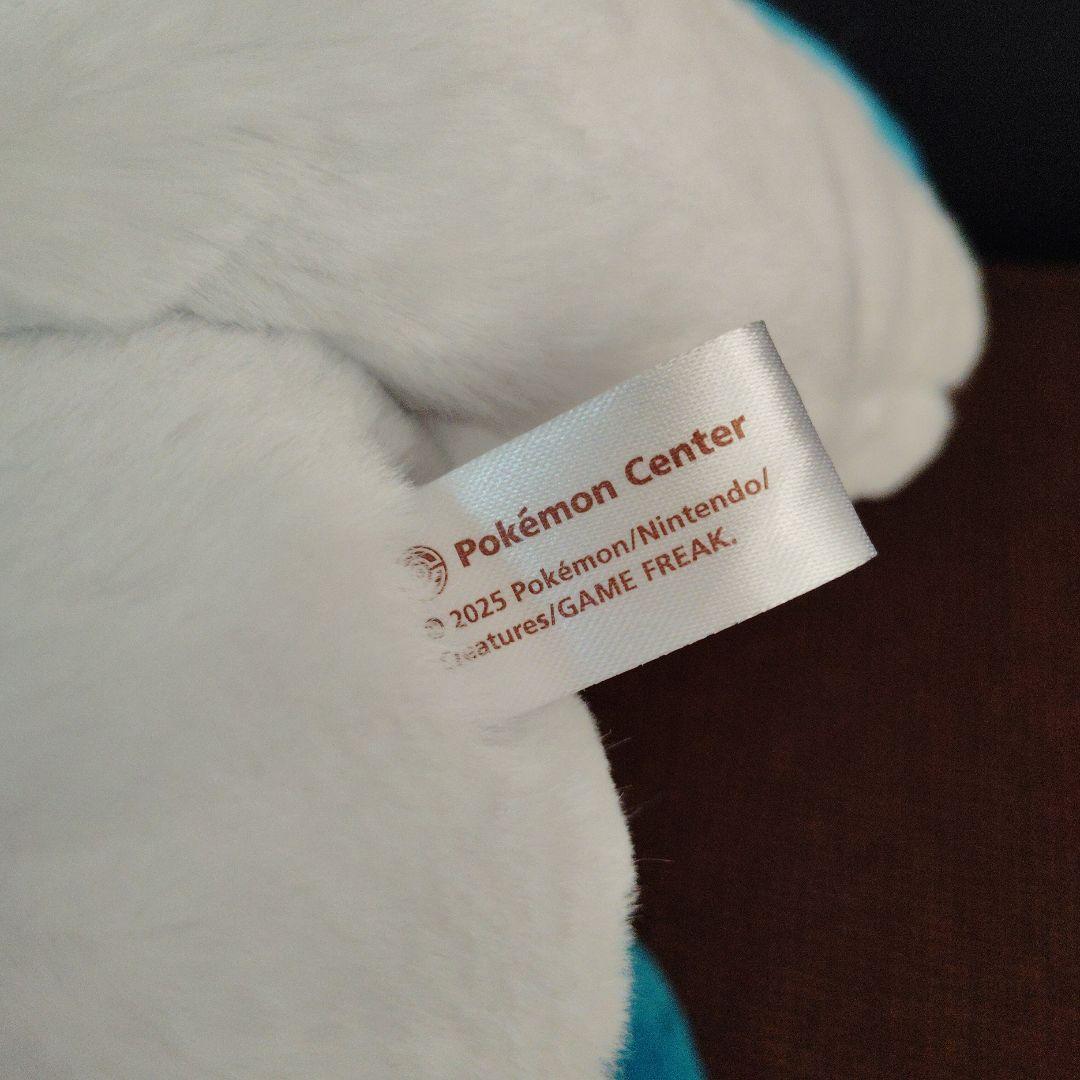 Pokémon Center
© 2025 Pokémon/Nintendo/
Creatures/GAME FREAK.